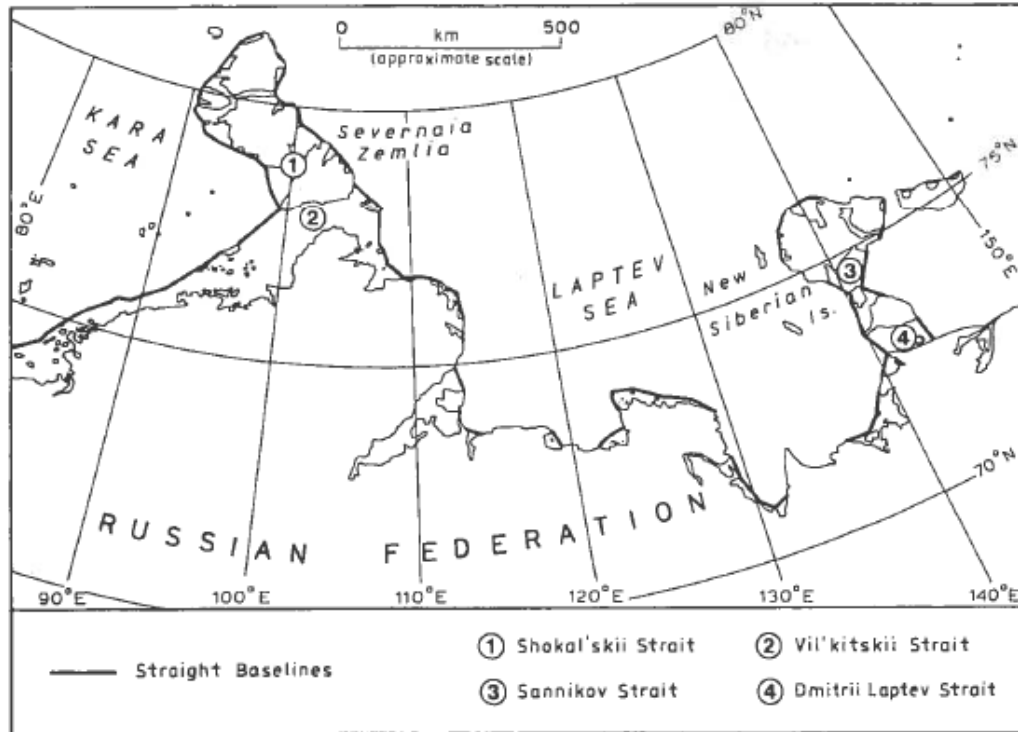 0 500
km
(approximate scale)
80°N
KARA
SEA
Severnaia
Zemlia
80°E
75°N
150°E
LAPTEV
SEA
New
Siberian
Is.
1
2
3
4
70°N
RUSSIAN FEDERATION
90°E 100°E 110°E 120°E 130°E 140°E
Straight Baselines
1 Shokal'skii Strait
2 Vil'kitskii Strait
3 Sannikov Strait
4 Dmitrii Laptev Strait